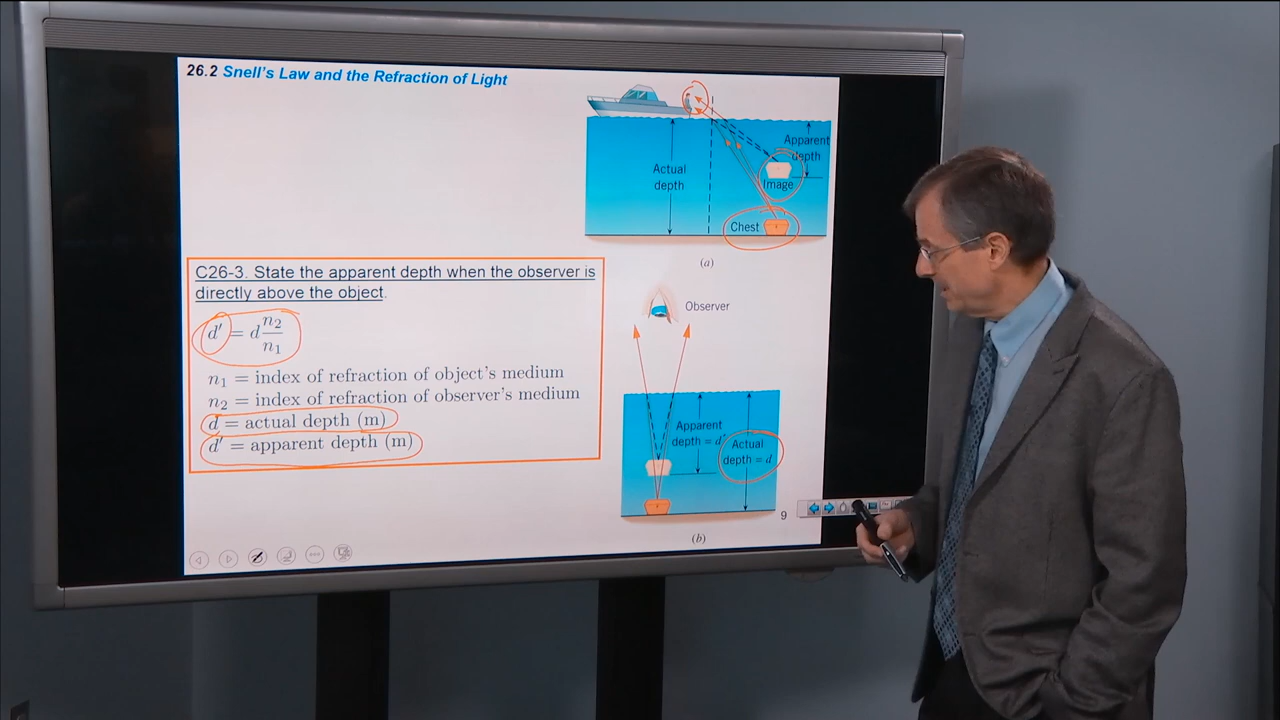 26.2 Snell's Law and the Refraction of Light
Apparent
depth
Actual
depth
Image
Chest
(a)
C26-3. State the apparent depth when the observer is
directly above the object.
d′ = d n₂/n₁
n₁ = index of refraction of object's medium
n₂ = index of refraction of observer's medium
d = actual depth (m)
d′ = apparent depth (m)
Observer
Apparent
depth = d′
Actual
depth = d
9
(b)